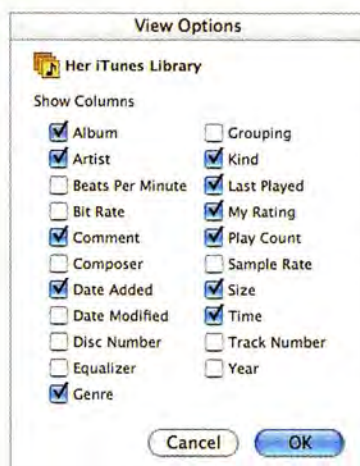 View Options
Her iTunes Library
Show Columns
Album
Artist
Beats Per Minute
Bit Rate
Comment
Composer
Date Added
Date Modified
Disc Number
Equalizer
Genre
Grouping
Kind
Last Played
My Rating
Play Count
Sample Rate
Size
Time
Track Number
Year
Cancel
OK